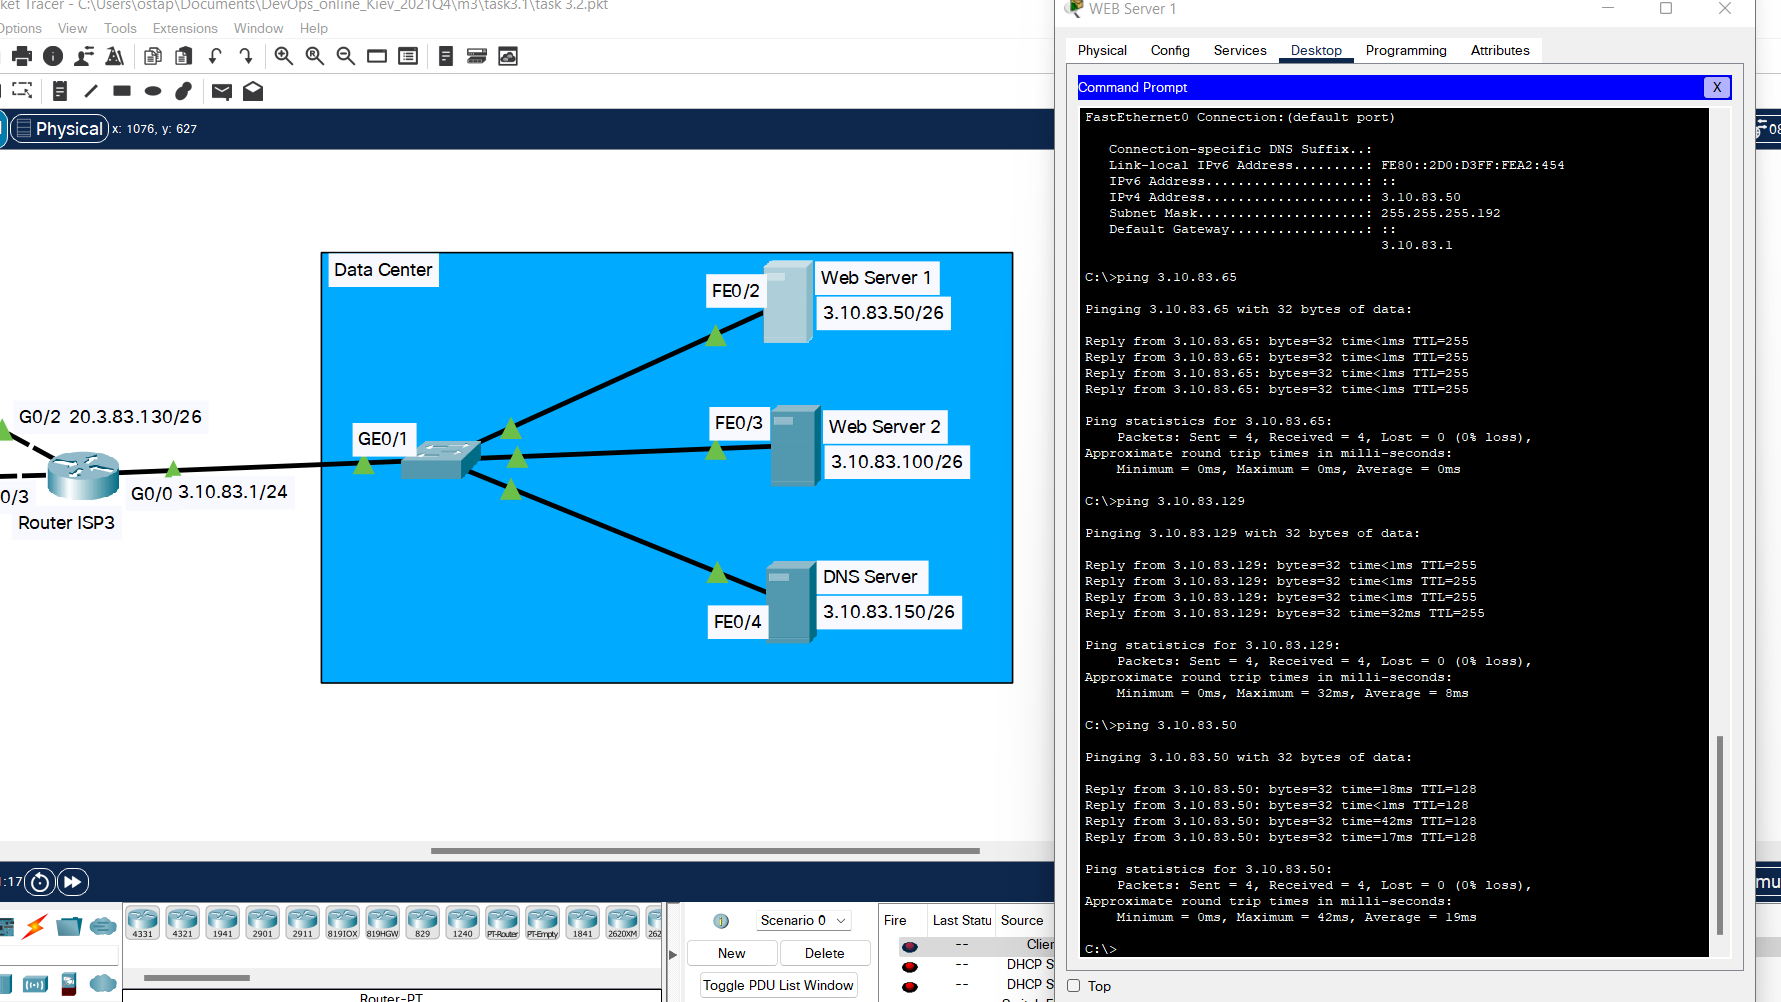 ket Tracer - C:\Users\ostap\Documents\DevOps_online_Kiev_2021Q4\m3\task3.1\task 3.2.pkt
Options View Tools Extensions Window Help
Physical x: 1076, y: 627
Data Center
FE0/2
Web Server 1
3.10.83.50/26
G0/2 20.3.83.130/26
GE0/1
FE0/3
Web Server 2
3.10.83.100/26
0/3
G0/0 3.10.83.1/24
Router ISP3
DNS Server
3.10.83.150/26
FE0/4
:17
4331 4321 1941 2901 2911 819IOX 819HGW 829 1240 PT-Router PT-Empty 1841 2620XM 262
Router-PT
Scenario 0
New Delete
Toggle PDU List Window
Fire Last Statu Source
-- Clier
-- DHCP S
-- DHCP S
WEB Server 1
Physical Config Services Desktop Programming Attributes
Command Prompt X
FastEthernet0 Connection:(default port)
Connection-specific DNS Suffix..:
Link-local IPv6 Address.........: FE80::2D0:D3FF:FEA2:454
IPv6 Address....................: ::
IPv4 Address....................: 3.10.83.50
Subnet Mask.....................: 255.255.255.192
Default Gateway.................: ::
3.10.83.1
C:\>ping 3.10.83.65
Pinging 3.10.83.65 with 32 bytes of data:
Reply from 3.10.83.65: bytes=32 time<1ms TTL=255
Reply from 3.10.83.65: bytes=32 time<1ms TTL=255
Reply from 3.10.83.65: bytes=32 time<1ms TTL=255
Reply from 3.10.83.65: bytes=32 time<1ms TTL=255
Ping statistics for 3.10.83.65:
Packets: Sent = 4, Received = 4, Lost = 0 (0% loss),
Approximate round trip times in milli-seconds:
Minimum = 0ms, Maximum = 0ms, Average = 0ms
C:\>ping 3.10.83.129
Pinging 3.10.83.129 with 32 bytes of data:
Reply from 3.10.83.129: bytes=32 time<1ms TTL=255
Reply from 3.10.83.129: bytes=32 time<1ms TTL=255
Reply from 3.10.83.129: bytes=32 time<1ms TTL=255
Reply from 3.10.83.129: bytes=32 time=32ms TTL=255
Ping statistics for 3.10.83.129:
Packets: Sent = 4, Received = 4, Lost = 0 (0% loss),
Approximate round trip times in milli-seconds:
Minimum = 0ms, Maximum = 32ms, Average = 8ms
C:\>ping 3.10.83.50
Pinging 3.10.83.50 with 32 bytes of data:
Reply from 3.10.83.50: bytes=32 time=18ms TTL=128
Reply from 3.10.83.50: bytes=32 time<1ms TTL=128
Reply from 3.10.83.50: bytes=32 time=42ms TTL=128
Reply from 3.10.83.50: bytes=32 time=17ms TTL=128
Ping statistics for 3.10.83.50:
Packets: Sent = 4, Received = 4, Lost = 0 (0% loss),
Approximate round trip times in milli-seconds:
Minimum = 0ms, Maximum = 42ms, Average = 19ms
C:\>
Top
08
mu